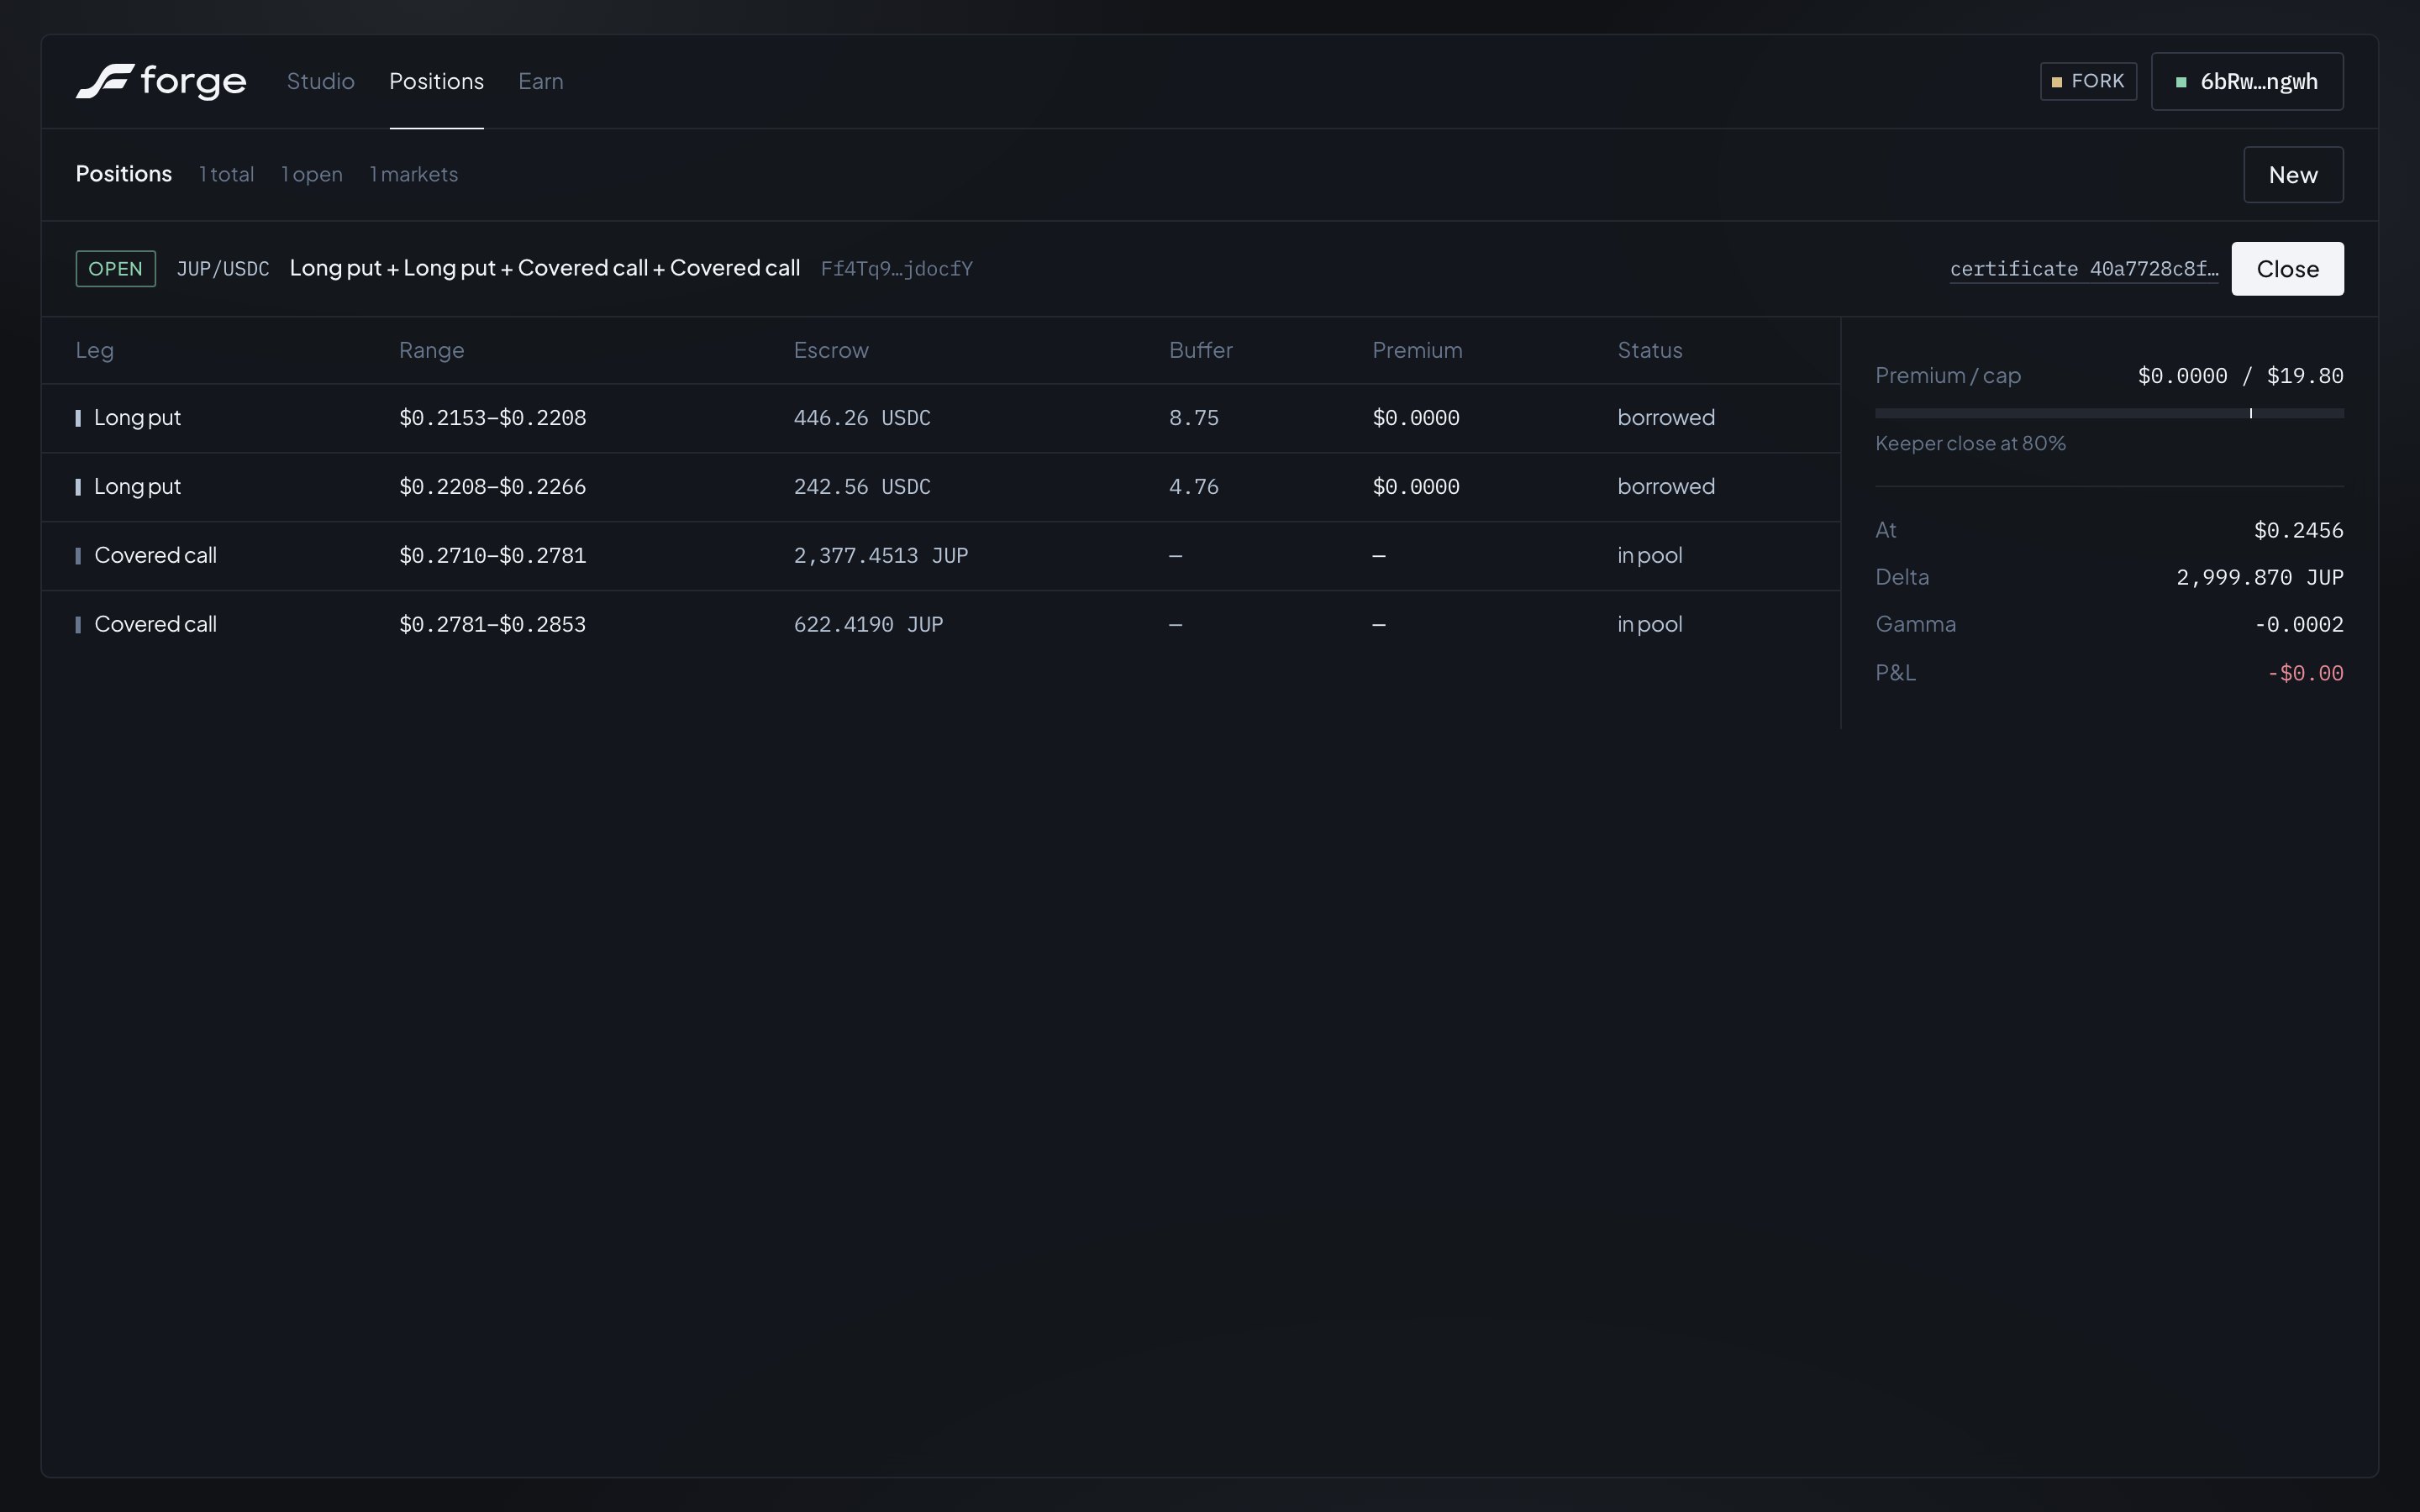 forge Studio Positions Earn FORK 6bRw…ngwh
Positions 1 total 1 open 1 markets New
OPEN JUP/USDC Long put + Long put + Covered call + Covered call Ff4Tq9…jdocfY certificate 40a7728c8f… Close
Leg Range Escrow Buffer Premium Status
Long put $0.2153–$0.2208 446.26 USDC 8.75 $0.0000 borrowed
Long put $0.2208–$0.2266 242.56 USDC 4.76 $0.0000 borrowed
Covered call $0.2710–$0.2781 2,377.4513 JUP — — in pool
Covered call $0.2781–$0.2853 622.4190 JUP — — in pool
Premium / cap $0.0000 / $19.80
Keeper close at 80%
At $0.2456
Delta 2,999.870 JUP
Gamma -0.0002
P&L -$0.00